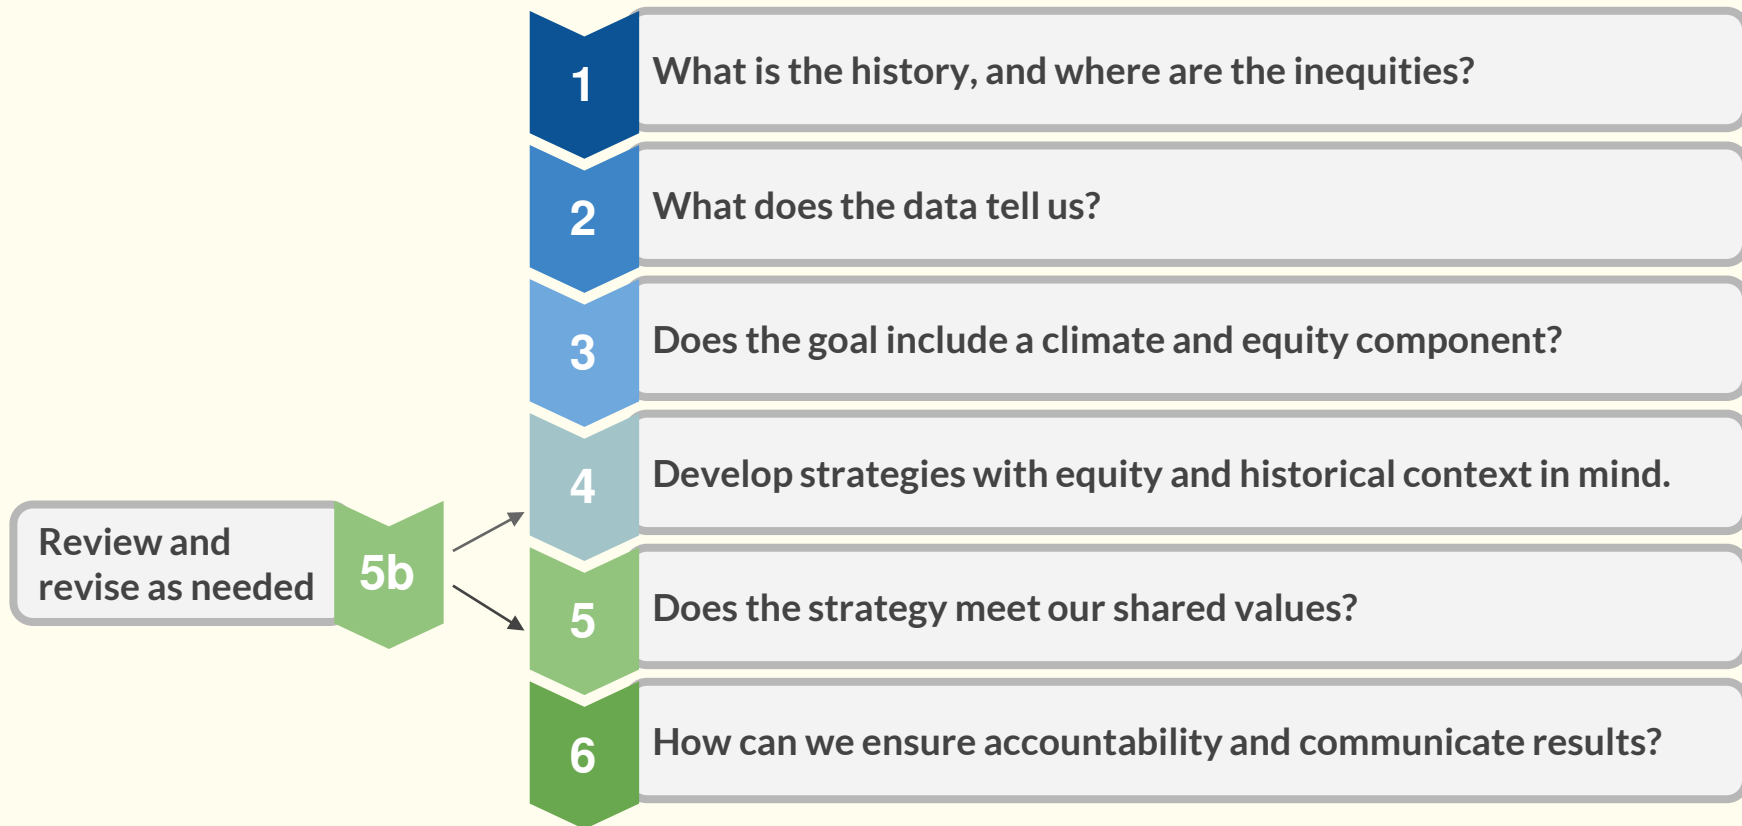 1
What is the history, and where are the inequities?
2
What does the data tell us?
3
Does the goal include a climate and equity component?
4
Develop strategies with equity and historical context in mind.
Review and
revise as needed
5b
5
Does the strategy meet our shared values?
6
How can we ensure accountability and communicate results?